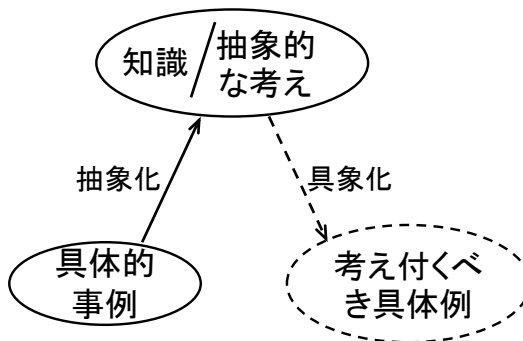 知識/抽象的
な考え
抽象化
具象化
具体的
事例
考え付くべ
き具体例